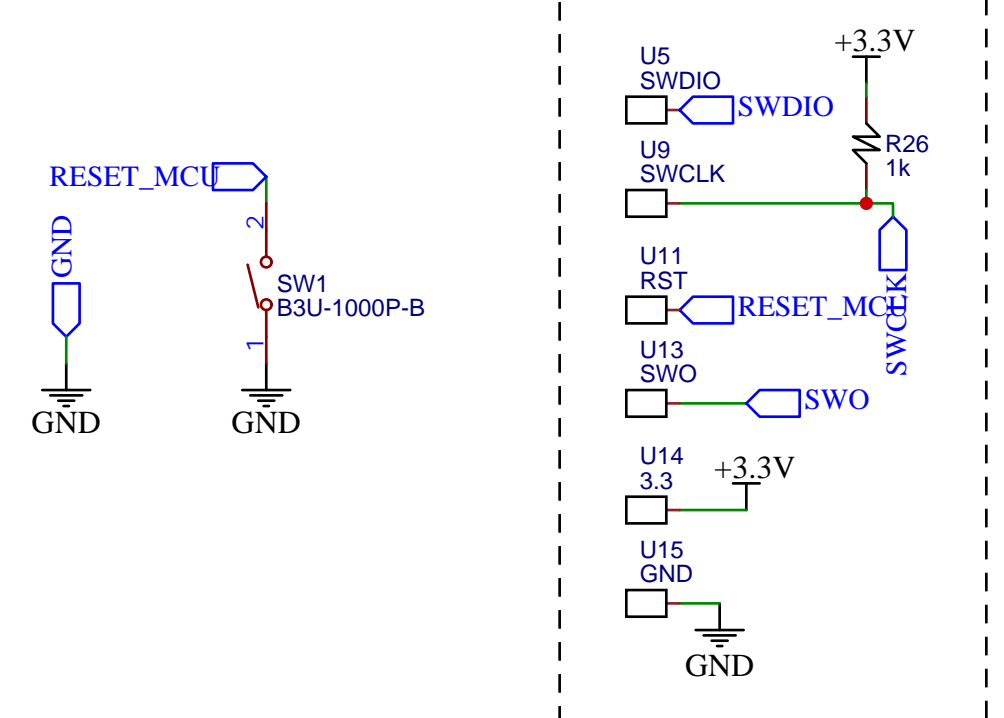 RESET_MCU
GND
2
SW1
B3U-1000P-B
1
GND
GND
+3.3V
U5
SWDIO
SWDIO
R26
1k
U9
SWCLK
SWCLK
U11
RST
RESET_MCU
U13
SWO
SWO
U14
3.3
+3.3V
U15
GND
GND